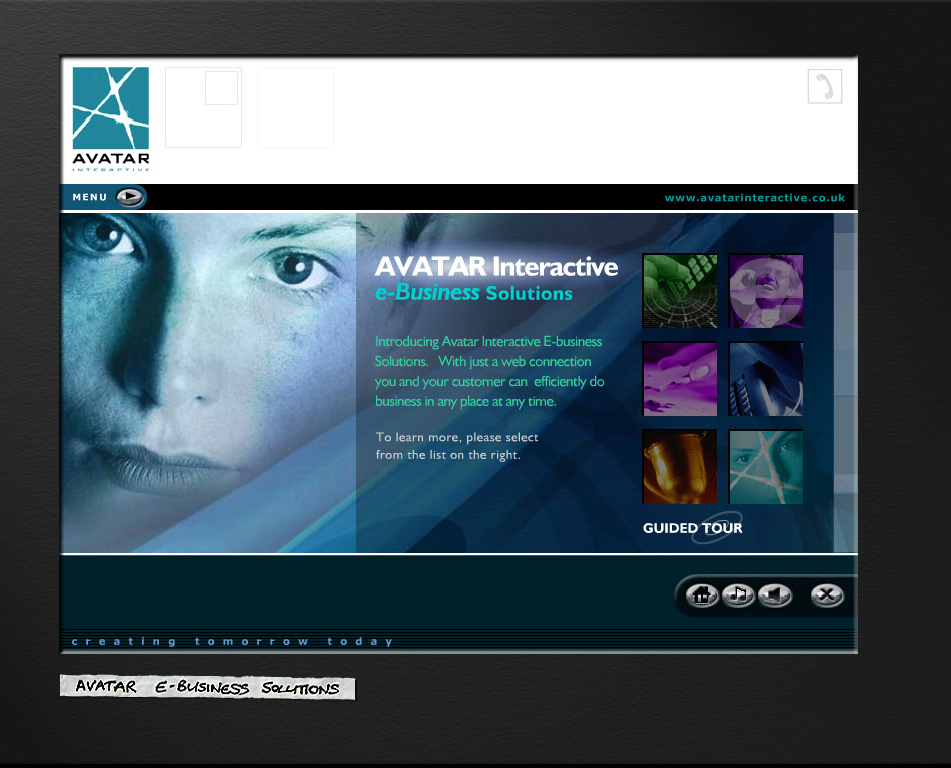 AVATAR
INTERACTIVE
MENU
www.avatarinteractive.co.uk
AVATAR Interactive
e-Business Solutions
Introducing Avatar Interactive E-business
Solutions. With just a web connection
you and your customer can efficiently do
business in any place at any time.
To learn more, please select
from the list on the right.
GUIDED TOUR
creating tomorrow today
AVATAR E-BUSINESS SOLUTIONS